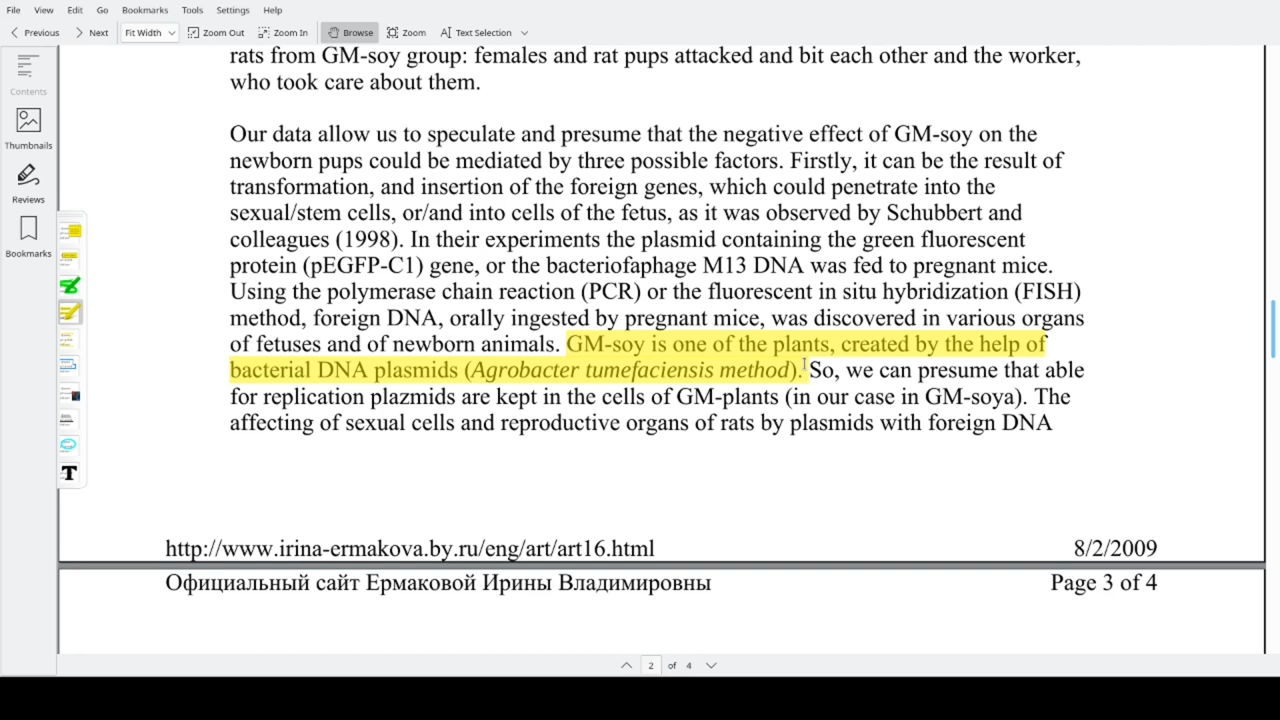 File View Edit Go Bookmarks Tools Settings Help
Previous Next Fit Width Zoom Out Zoom In Browse Zoom Text Selection
Contents
Thumbnails
Reviews
Bookmarks
T
rats from GM-soy group: females and rat pups attacked and bit each other and the worker,
who took care about them.
Our data allow us to speculate and presume that the negative effect of GM-soy on the
newborn pups could be mediated by three possible factors. Firstly, it can be the result of
transformation, and insertion of the foreign genes, which could penetrate into the
sexual/stem cells, or/and into cells of the fetus, as it was observed by Schubbert and
colleagues (1998). In their experiments the plasmid containing the green fluorescent
protein (pEGFP-C1) gene, or the bacteriofaphage M13 DNA was fed to pregnant mice.
Using the polymerase chain reaction (PCR) or the fluorescent in situ hybridization (FISH)
method, foreign DNA, orally ingested by pregnant mice, was discovered in various organs
of fetuses and of newborn animals. GM-soy is one of the plants, created by the help of
bacterial DNA plasmids (Agrobacter tumefaciensis method). So, we can presume that able
for replication plazmids are kept in the cells of GM-plants (in our case in GM-soya). The
affecting of sexual cells and reproductive organs of rats by plasmids with foreign DNA
http://www.irina-ermakova.by.ru/eng/art/art16.html 8/2/2009
Официальный сайт Ермаковой Ирины Владимировны Page 3 of 4
2 of 4